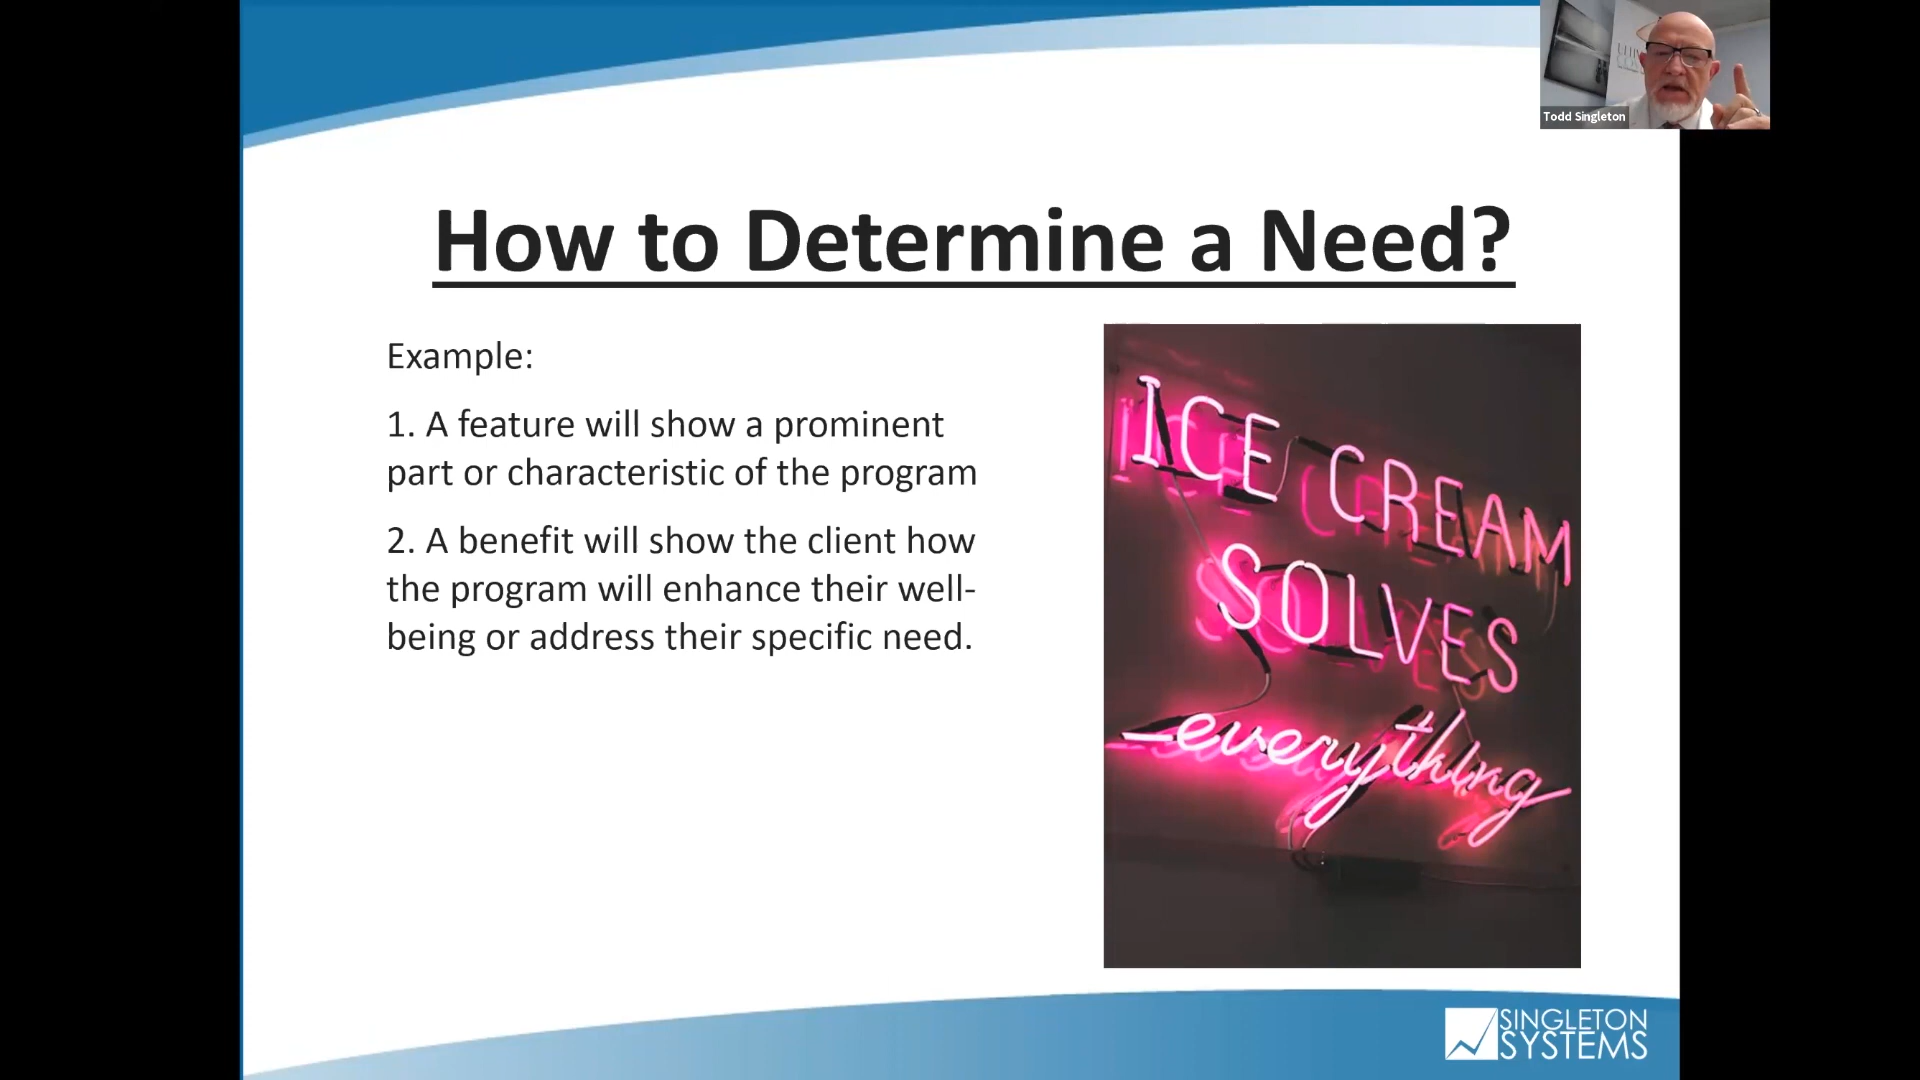 Todd Singleton
How to Determine a Need?
Example:
1. A feature will show a prominent
part or characteristic of the program
2. A benefit will show the client how
the program will enhance their well-
being or address their specific need.
ICE CREAM
SOLVES
everything
SINGLETON
SYSTEMS